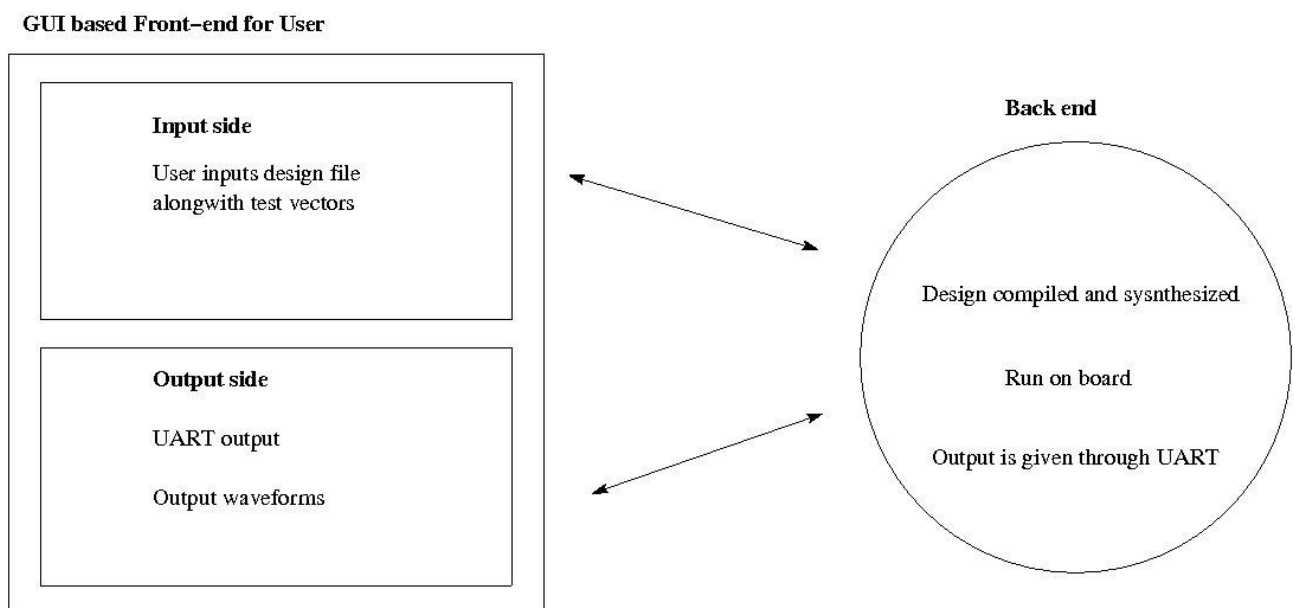 GUI based Front-end for User
Input side
User inputs design file
alongwith test vectors
Output side
UART output
Output waveforms
Back end
Design compiled and sysnthesized
Run on board
Output is given through UART